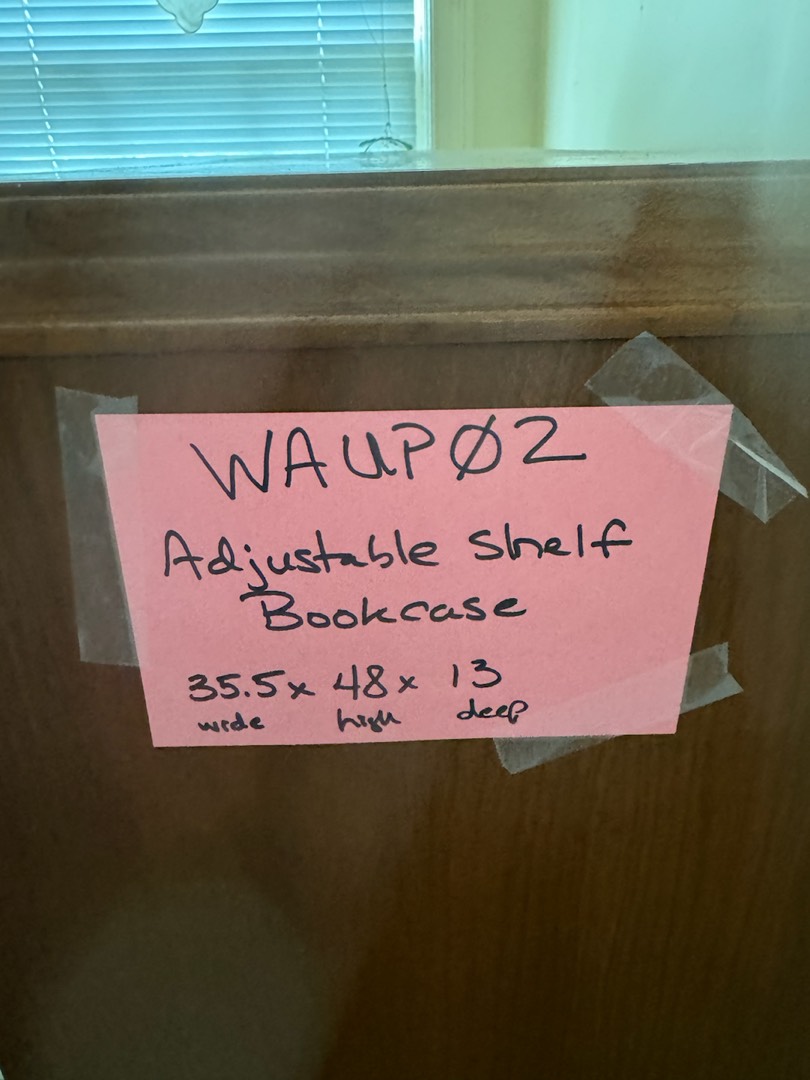 WAUPØ2
Adjustable Shelf
Bookcase
35.5 x 48 x 13
wide high deep